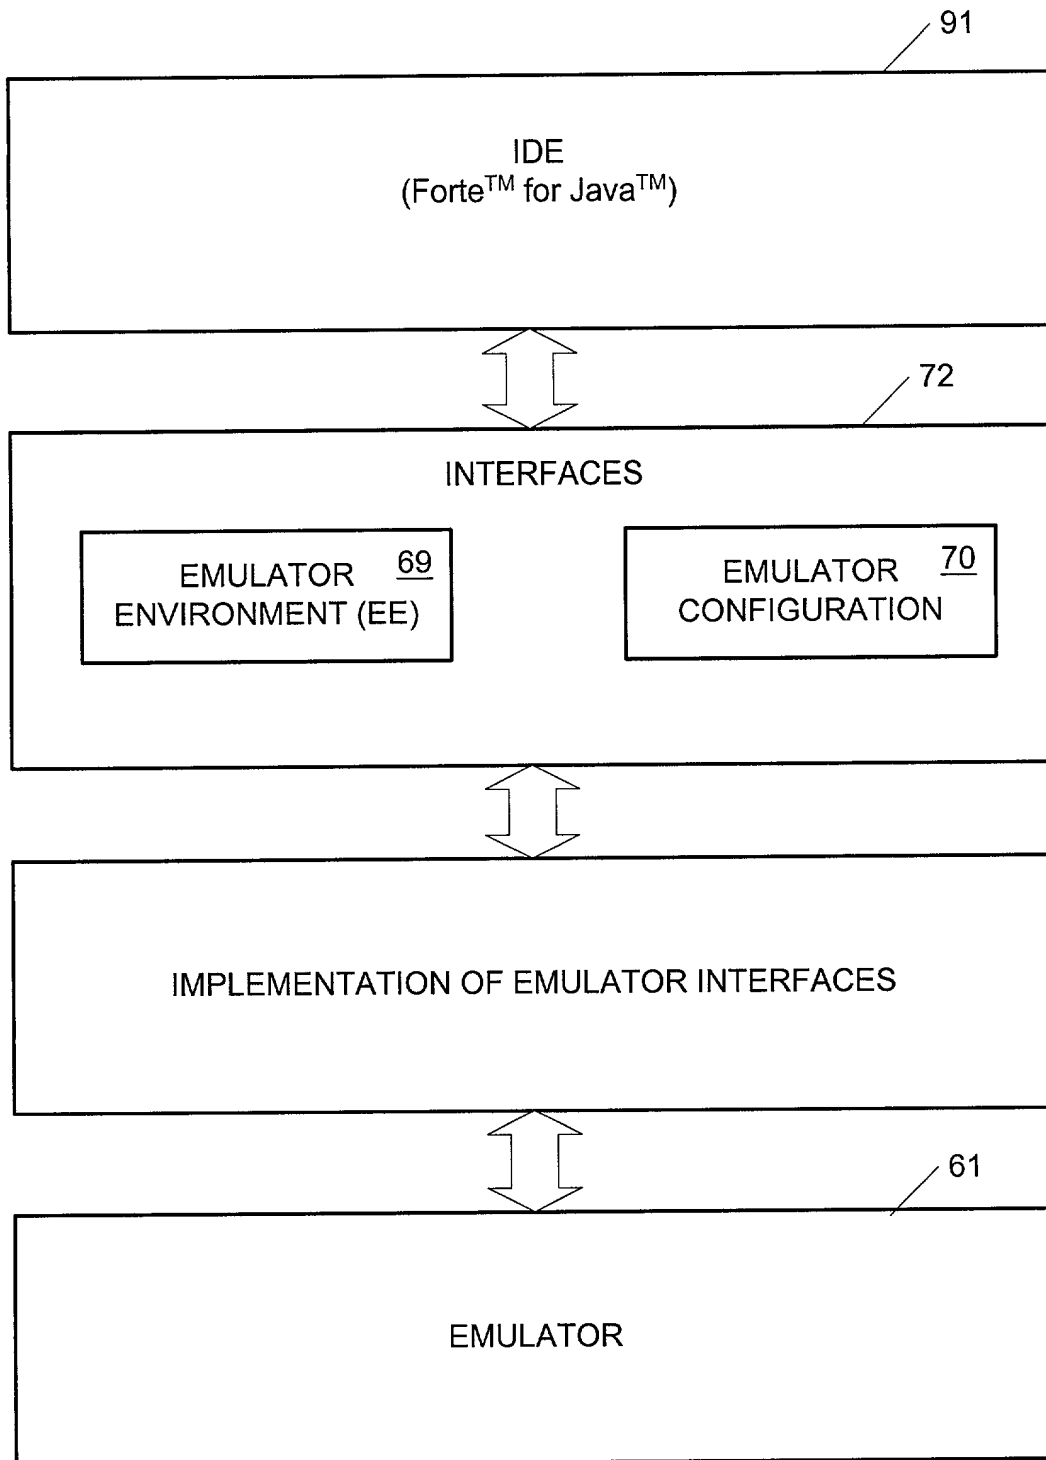 91
IDE
(Forte™ for Java™)
72
INTERFACES
EMULATOR 69
ENVIRONMENT (EE)
EMULATOR 70
CONFIGURATION
IMPLEMENTATION OF EMULATOR INTERFACES
61
EMULATOR